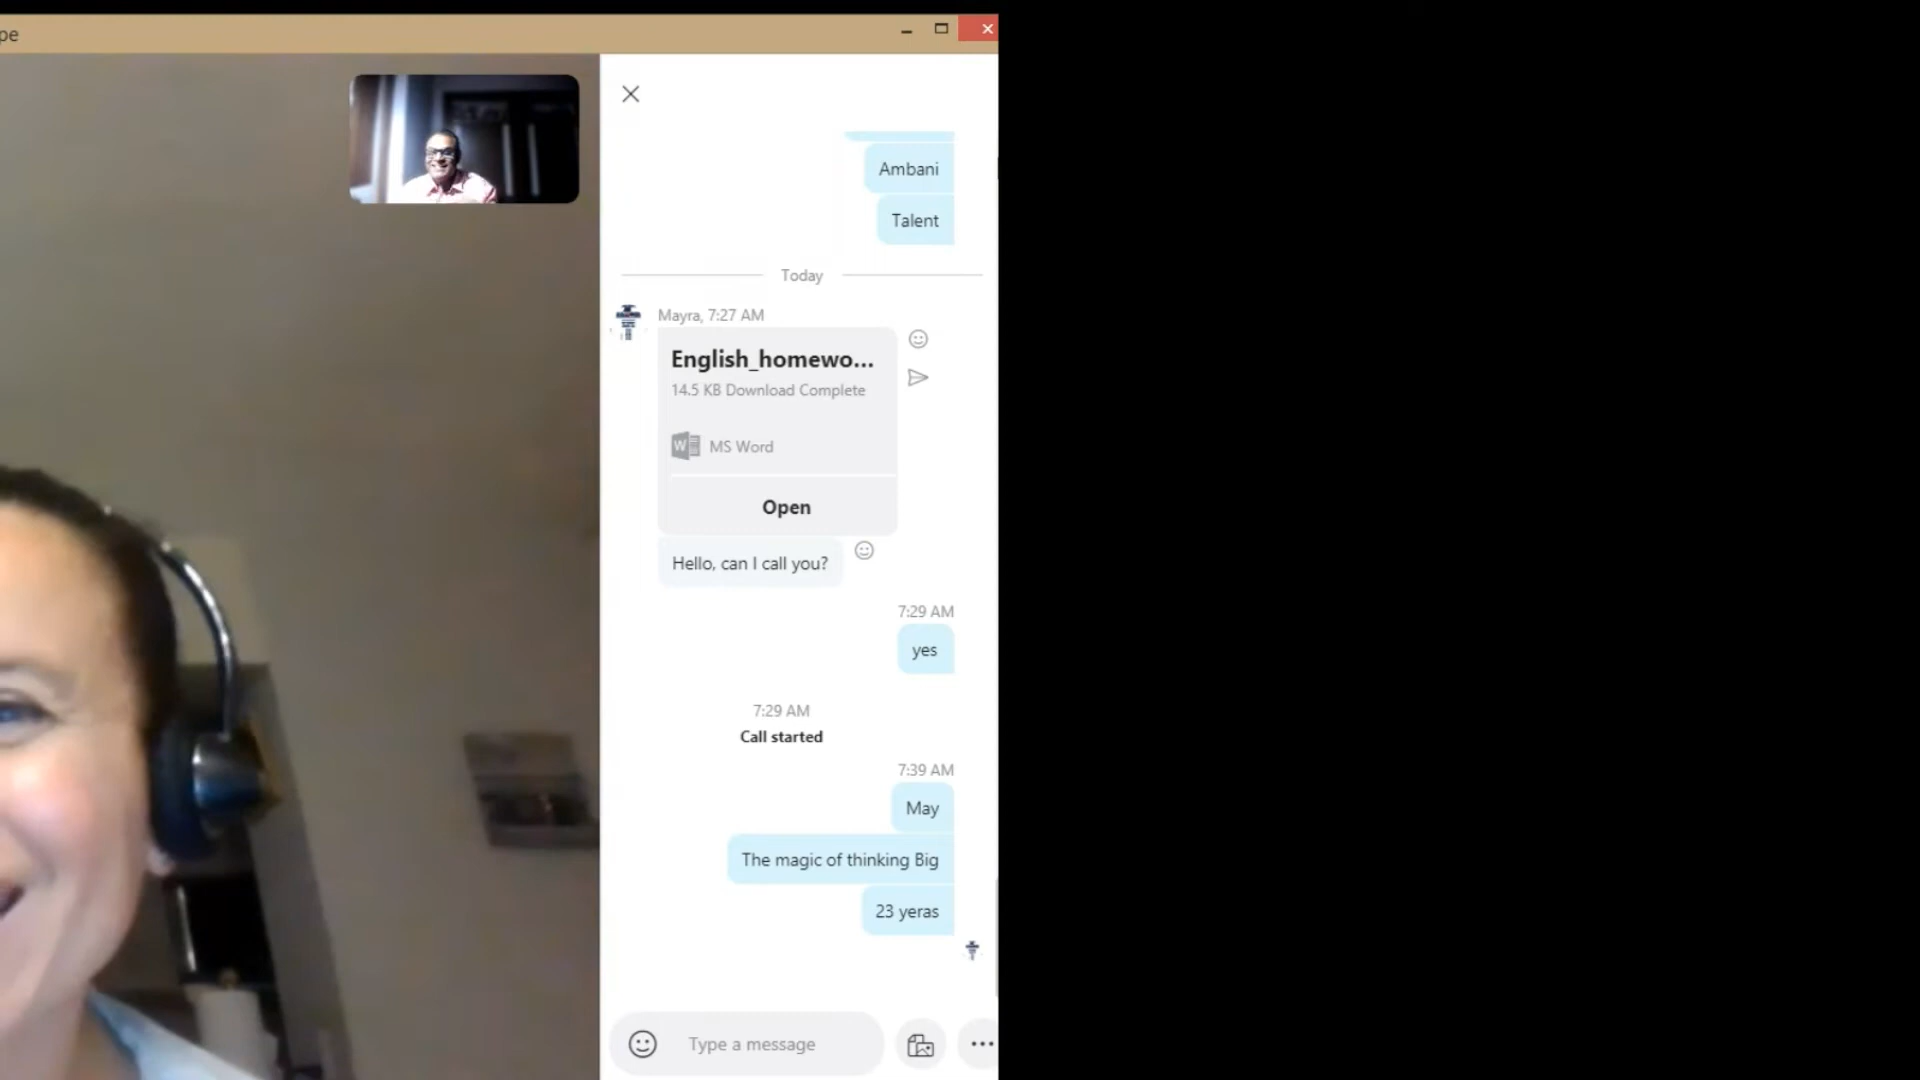 pe
Ambani
Talent
Today
Mayra, 7:27 AM
English_homewo...
14.5 KB Download Complete
MS Word
Open
Hello, can I call you?
7:29 AM
yes
7:29 AM
Call started
7:39 AM
May
The magic of thinking Big
23 yeras
Type a message